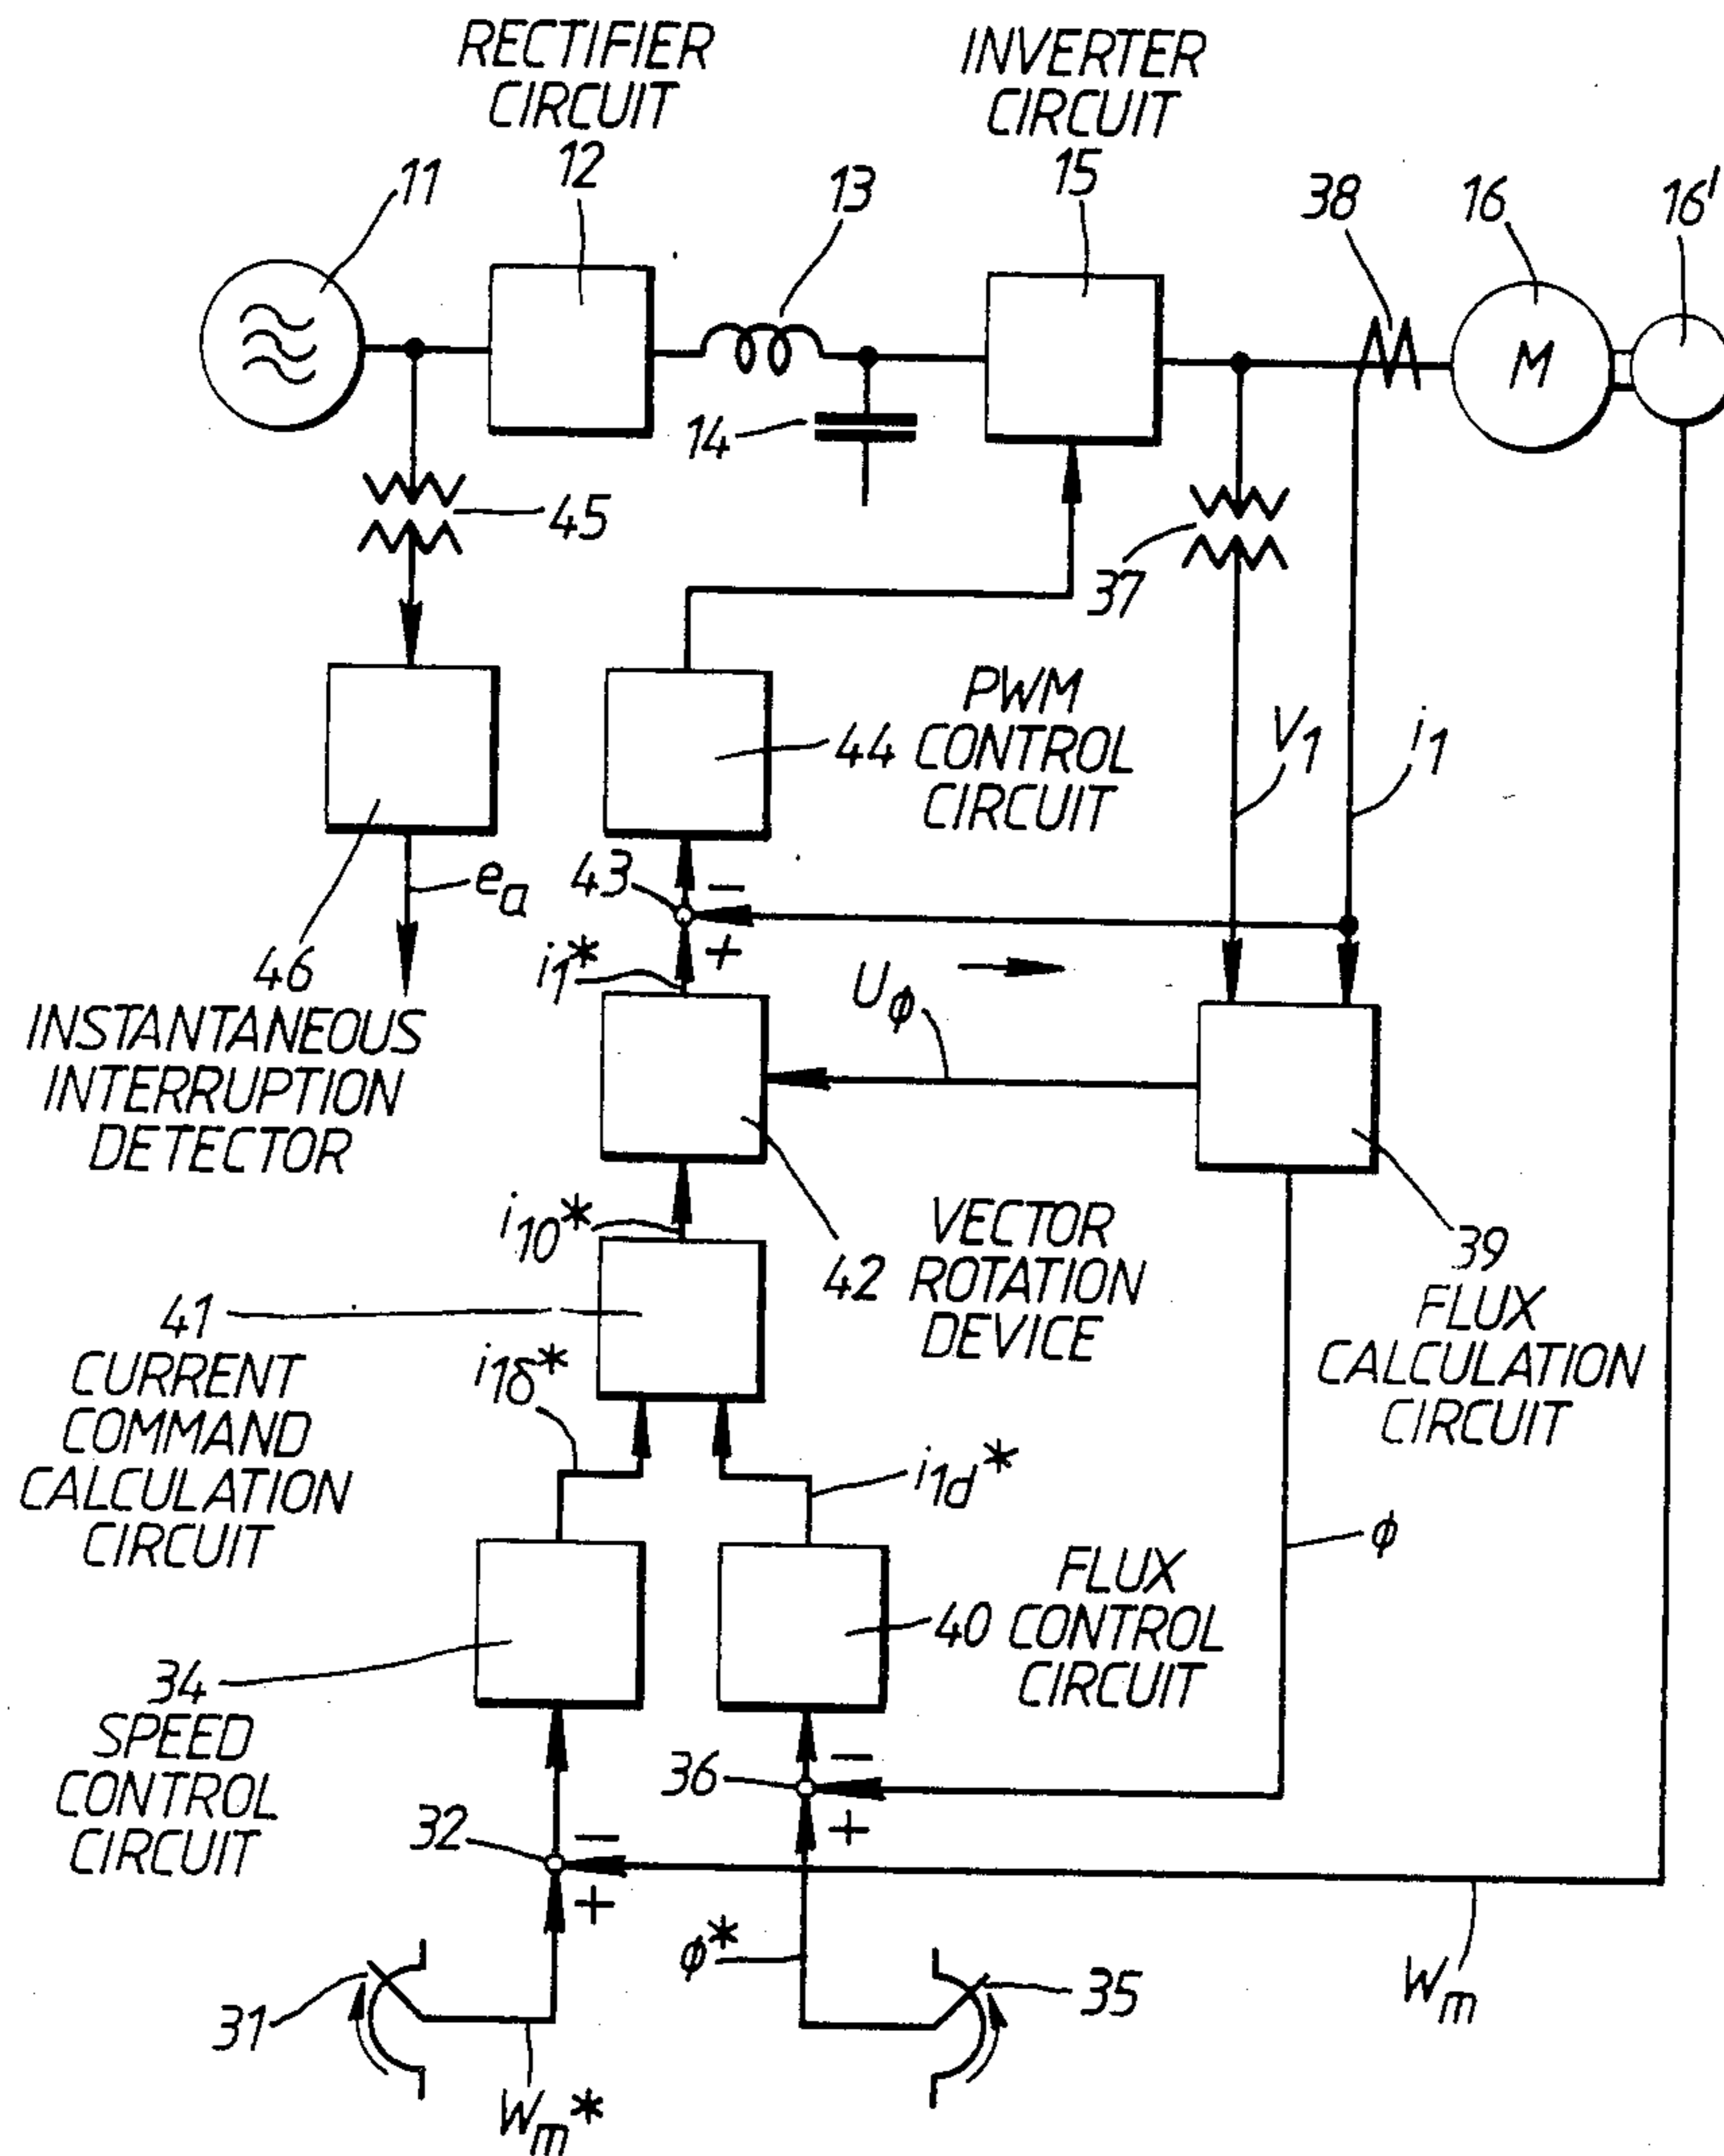 RECTIFIER
CIRCUIT
12
INVERTER
CIRCUIT
15
11
13
38
16
16'
M
14
45
37
PWM
44 CONTROL
CIRCUIT
V1
i1
43
−
+
ea
46
INSTANTANEOUS
INTERRUPTION
DETECTOR
i1*
Uϕ
i10*
VECTOR
42 ROTATION
DEVICE
39
FLUX
CALCULATION
CIRCUIT
41
CURRENT
COMMAND
CALCULATION
CIRCUIT
i1δ*
i1d*
ϕ
FLUX
40 CONTROL
CIRCUIT
34
SPEED
CONTROL
CIRCUIT
36
−
+
32
−
+
ϕ*
31
35
Wm
Wm*